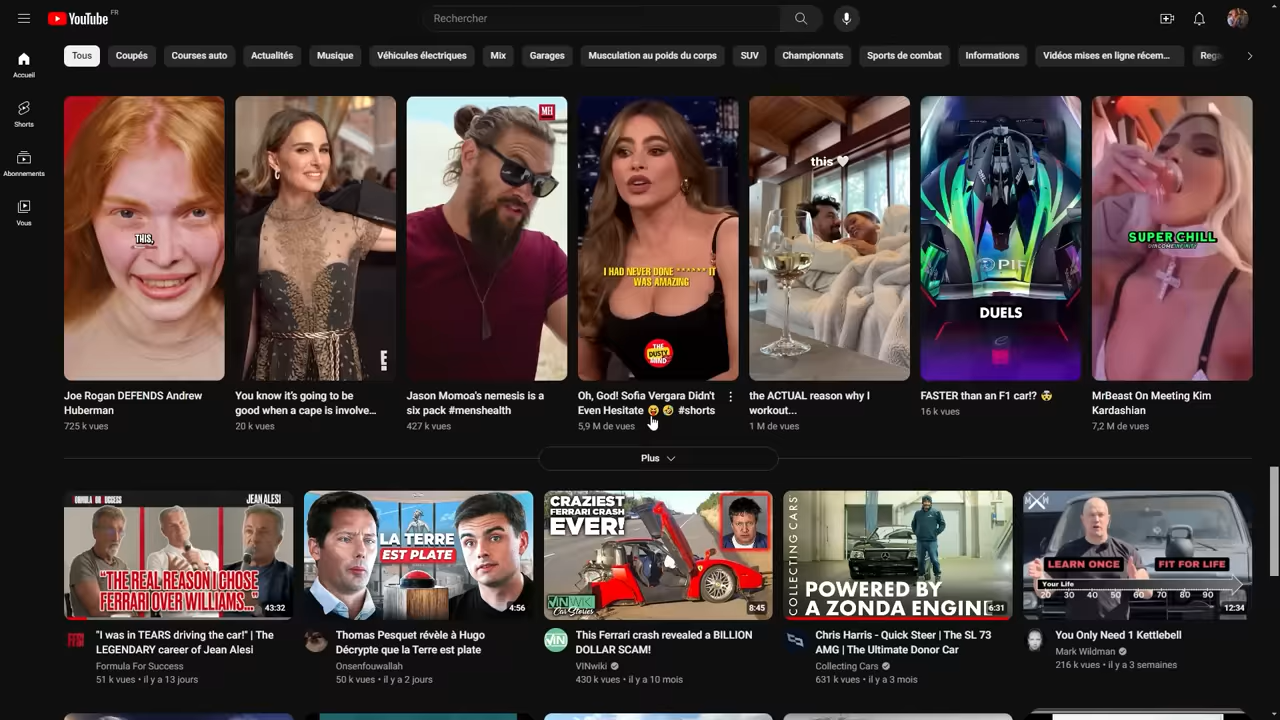 YouTube FR
Rechercher
Tous
Coupés
Courses auto
Actualités
Musique
Véhicules électriques
Mix
Garages
Musculation au poids du corps
SUV
Championnats
Sports de combat
Informations
Vidéos mises en ligne récem...
Accueil
Shorts
Abonnements
Vous
THIS,
E
MH
I HAD NEVER DONE ****** IT
WAS AMAZING
THE
DUSTY
this 🤍
PIF
DUELS
SUPER CHILL
Joe Rogan DEFENDS Andrew
Huberman
725 k vues
You know it's going to be
good when a cape is involve...
20 k vues
Jason Momoa's nemesis is a
six pack #menshealth
427 k vues
Oh, God! Sofia Vergara Didn't
Even Hesitate 😝 🤣 #shorts
5,9 M de vues
the ACTUAL reason why I
workout...
1 M de vues
FASTER than an F1 car!? 🤯
16 k vues
MrBeast On Meeting Kim
Kardashian
7,2 M de vues
Plus
FORMULA FOR SUCCESS
JEAN ALESI
"THE REAL REASON I CHOSE
FERRARI OVER WILLIAMS..."
43:32
LA TERRE
EST PLATE
4:56
CRAZIEST
FERRARI CRASH
EVER!
VINWIKI
Car Stories
8:45
COLLECTING CARS
POWERED BY
A ZONDA ENGINE
6:31
LEARN ONCE
FIT FOR LIFE
Your Life
20 30 40 50 60 70 80 90
12:34
"I was in TEARS driving the car!" | The
LEGENDARY career of Jean Alesi
Formula For Success
51 k vues • il y a 13 jours
Thomas Pesquet révèle à Hugo
Décrypte que la Terre est plate
Onsenfouwallah
50 k vues • il y a 2 jours
VIN
This Ferrari crash revealed a BILLION
DOLLAR SCAM!
VINwiki
430 k vues • il y a 10 mois
Chris Harris - Quick Steer | The SL 73
AMG | The Ultimate Donor Car
Collecting Cars
631 k vues • il y a 3 mois
You Only Need 1 Kettlebell
Mark Wildman
216 k vues • il y a 3 semaines